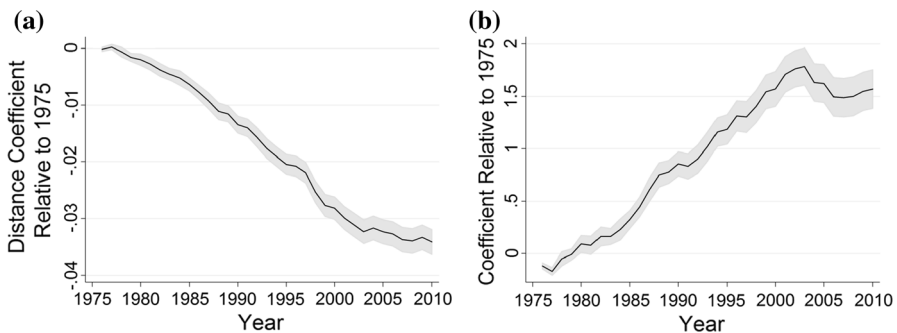 (a)
Distance Coefficient
Relative to 1975
0
-.01
-.02
-.03
-.04
1975 1980 1985 1990 1995 2000 2005 2010
Year
(b)
Coefficient Relative to 1975
2
1.5
1
.5
0
1975 1980 1985 1990 1995 2000 2005 2010
Year